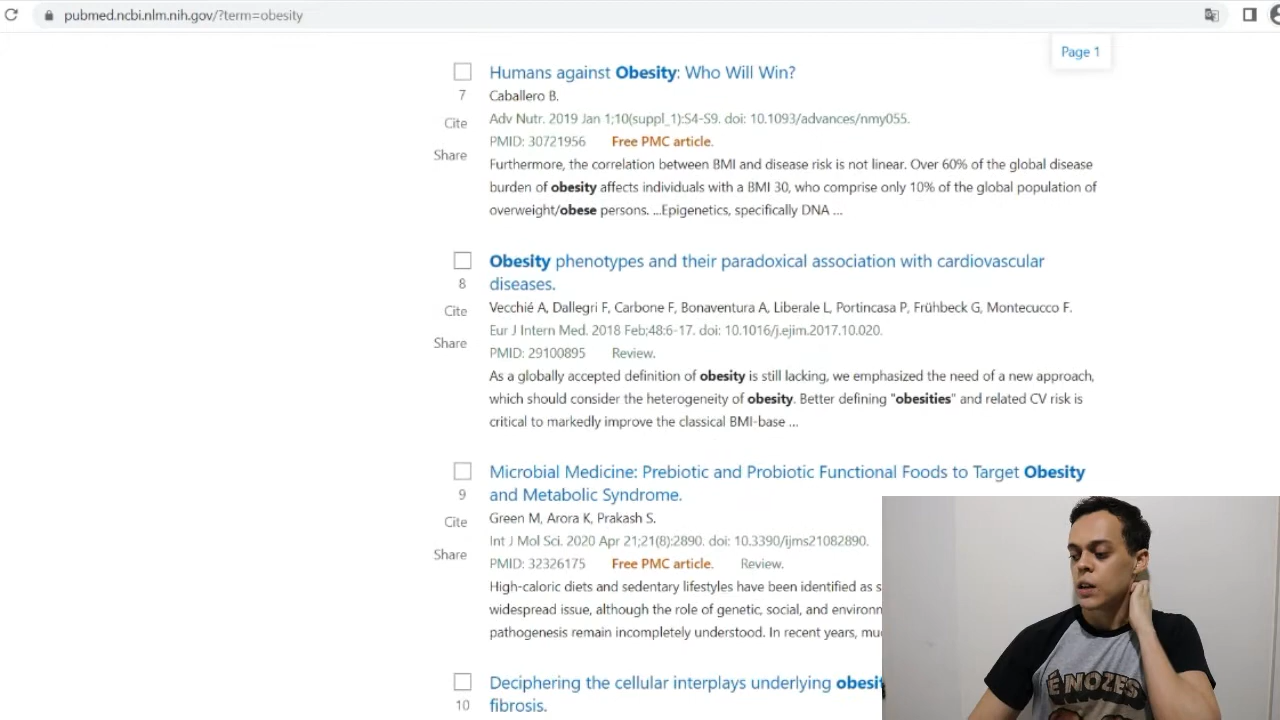 pubmed.ncbi.nlm.nih.gov/?term=obesity
Page 1
Humans against Obesity: Who Will Win?
7
Caballero B.
Cite
Adv Nutr. 2019 Jan 1;10(suppl_1):S4-S9. doi: 10.1093/advances/nmy055.
PMID: 30721956 Free PMC article.
Share
Furthermore, the correlation between BMI and disease risk is not linear. Over 60% of the global disease
burden of obesity affects individuals with a BMI 30, who comprise only 10% of the global population of
overweight/obese persons. ...Epigenetics, specifically DNA ...
Obesity phenotypes and their paradoxical association with cardiovascular
diseases.
8
Vecchié A, Dallegri F, Carbone F, Bonaventura A, Liberale L, Portincasa P, Frühbeck G, Montecucco F.
Cite
Eur J Intern Med. 2018 Feb;48:6-17. doi: 10.1016/j.ejim.2017.10.020.
Share
PMID: 29100895 Review.
As a globally accepted definition of obesity is still lacking, we emphasized the need of a new approach,
which should consider the heterogeneity of obesity. Better defining "obesities" and related CV risk is
critical to markedly improve the classical BMI-base ...
Microbial Medicine: Prebiotic and Probiotic Functional Foods to Target Obesity
and Metabolic Syndrome.
9
Green M, Arora K, Prakash S.
Cite
Int J Mol Sci. 2020 Apr 21;21(8):2890. doi: 10.3390/ijms21082890.
Share
PMID: 32326175 Free PMC article. Review.
High-caloric diets and sedentary lifestyles have been identified as s
widespread issue, although the role of genetic, social, and environ
pathogenesis remain incompletely understood. In recent years, mu
Deciphering the cellular interplays underlying obesit
fibrosis.
10
É NOZES